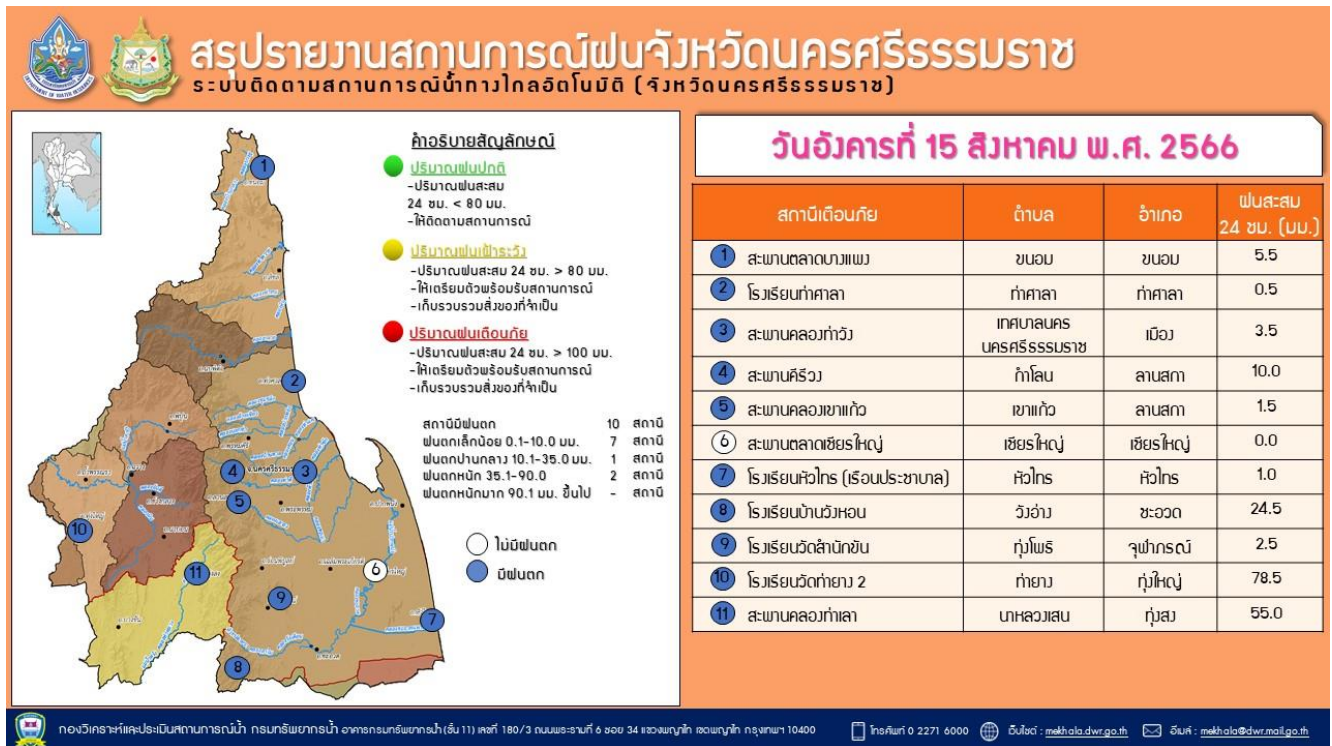 สรุปรายงานสถานการณ์ฝนจังหวัดนครศรีธรรมราช
ระบบติดตามสถานการณ์น้ำทางไกลอัตโนมัติ (จังหวัดนครศรีธรรมราช)
คำอธิบายสัญลักษณ์
ปริมาณฝนปกติ
-ปริมาณฝนสะสม
24 ชม. < 80 มม.
-ให้ติดตามสถานการณ์
ปริมาณฝนเฝ้าระวัง
-ปริมาณฝนสะสม 24 ชม. > 80 มม.
-ให้เตรียมตัวพร้อมรับสถานการณ์
-เก็บรวบรวมสิ่งของที่จำเป็น
ปริมาณฝนเตือนภัย
-ปริมาณฝนสะสม 24 ชม. > 100 มม.
-ให้เตรียมตัวพร้อมรับสถานการณ์
-เก็บรวบรวมสิ่งของที่จำเป็น
สถานีมีฝนตก 10 สถานี
ฝนตกเล็กน้อย 0.1-10.0 มม. 7 สถานี
ฝนตกปานกลาง 10.1-35.0 มม. 1 สถานี
ฝนตกหนัก 35.1-90.0 2 สถานี
ฝนตกหนักมาก 90.1 มม. ขึ้นไป - สถานี
ไม่มีฝนตก
มีฝนตก
1
2
4
3
5
10
11
6
9
7
8
วันอังคารที่ 15 สิงหาคม พ.ศ. 2566
สถานีเตือนภัย ตำบล อำเภอ ฝนสะสม
24 ชม. (มม.)
1 สะพานตลาดบางแพง ขนอม ขนอม 5.5
2 โรงเรียนท่าศาลา ท่าศาลา ท่าศาลา 0.5
3 สะพานคลองท่าวัง เทศบาลนคร
นครศรีธรรมราช เมือง 3.5
4 สะพานคีรีวง กำโลน ลานสกา 10.0
5 สะพานคลองเขาแก้ว เขาแก้ว ลานสกา 1.5
6 สะพานตลาดเชียรใหญ่ เชียรใหญ่ เชียรใหญ่ 0.0
7 โรงเรียนหัวไทร (เรือนประชาบาล) หัวไทร หัวไทร 1.0
8 โรงเรียนบ้านวังหอน วังอ่าง ชะอวด 24.5
9 โรงเรียนวัดสำนักขัน ทุ่งโพธิ จุฬาภรณ์ 2.5
10 โรงเรียนวัดท่ายาง 2 ท่ายาง ทุ่งใหญ่ 78.5
11 สะพานคลองท่าเลา นาหลวงเสน ทุ่งสง 55.0
กองวิเคราะห์และประเมินสถานการณ์น้ำ กรมทรัพยากรน้ำ อาคารกรมทรัพยากรน้ำ (ชั้น 11) เลขที่ 180/3 ถนนพระรามที่ 6 ซอย 34 แขวงพญาไท เขตพญาไท กรุงเทพฯ 10400 โทรศัพท์ 0 2271 6000 เว็บไซต์ : mekhala.dwr.go.th อีเมล์ : mekhala@dwr.mail.go.th